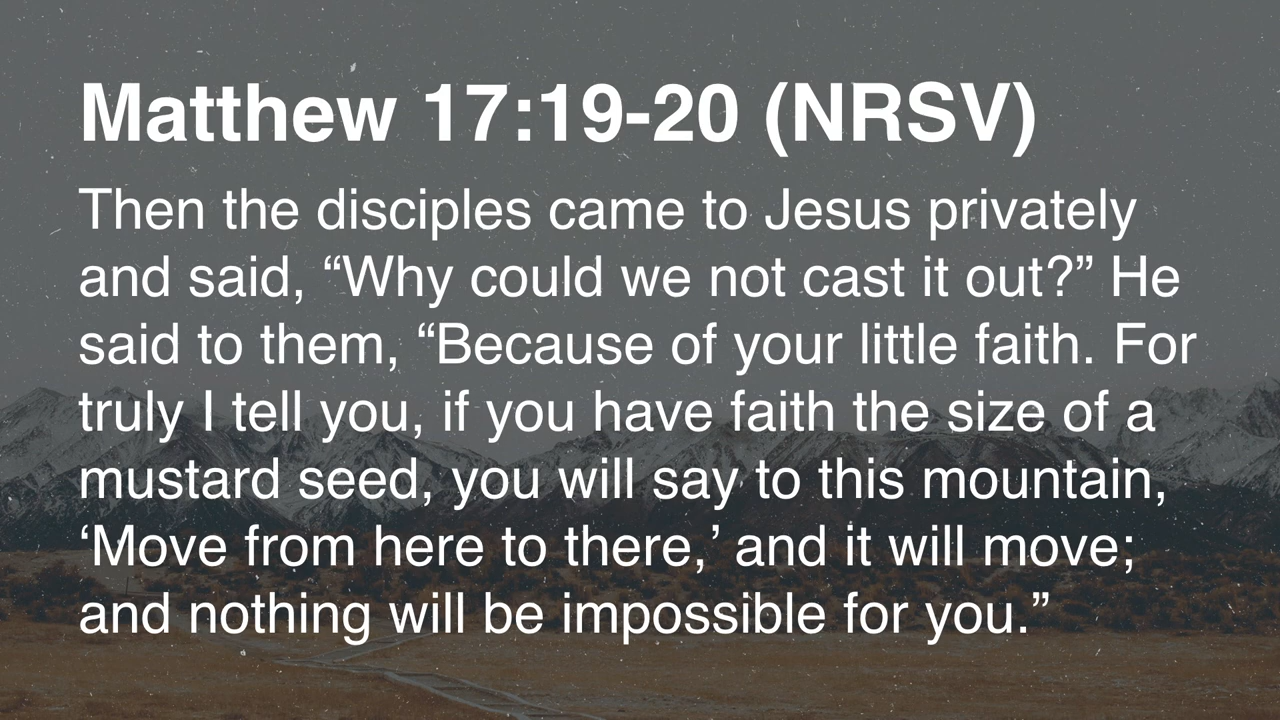 Matthew 17:19-20 (NRSV)
Then the disciples came to Jesus privately
and said, “Why could we not cast it out?” He
said to them, “Because of your little faith. For
truly I tell you, if you have faith the size of a
mustard seed, you will say to this mountain,
‘Move from here to there,’ and it will move;
and nothing will be impossible for you.”